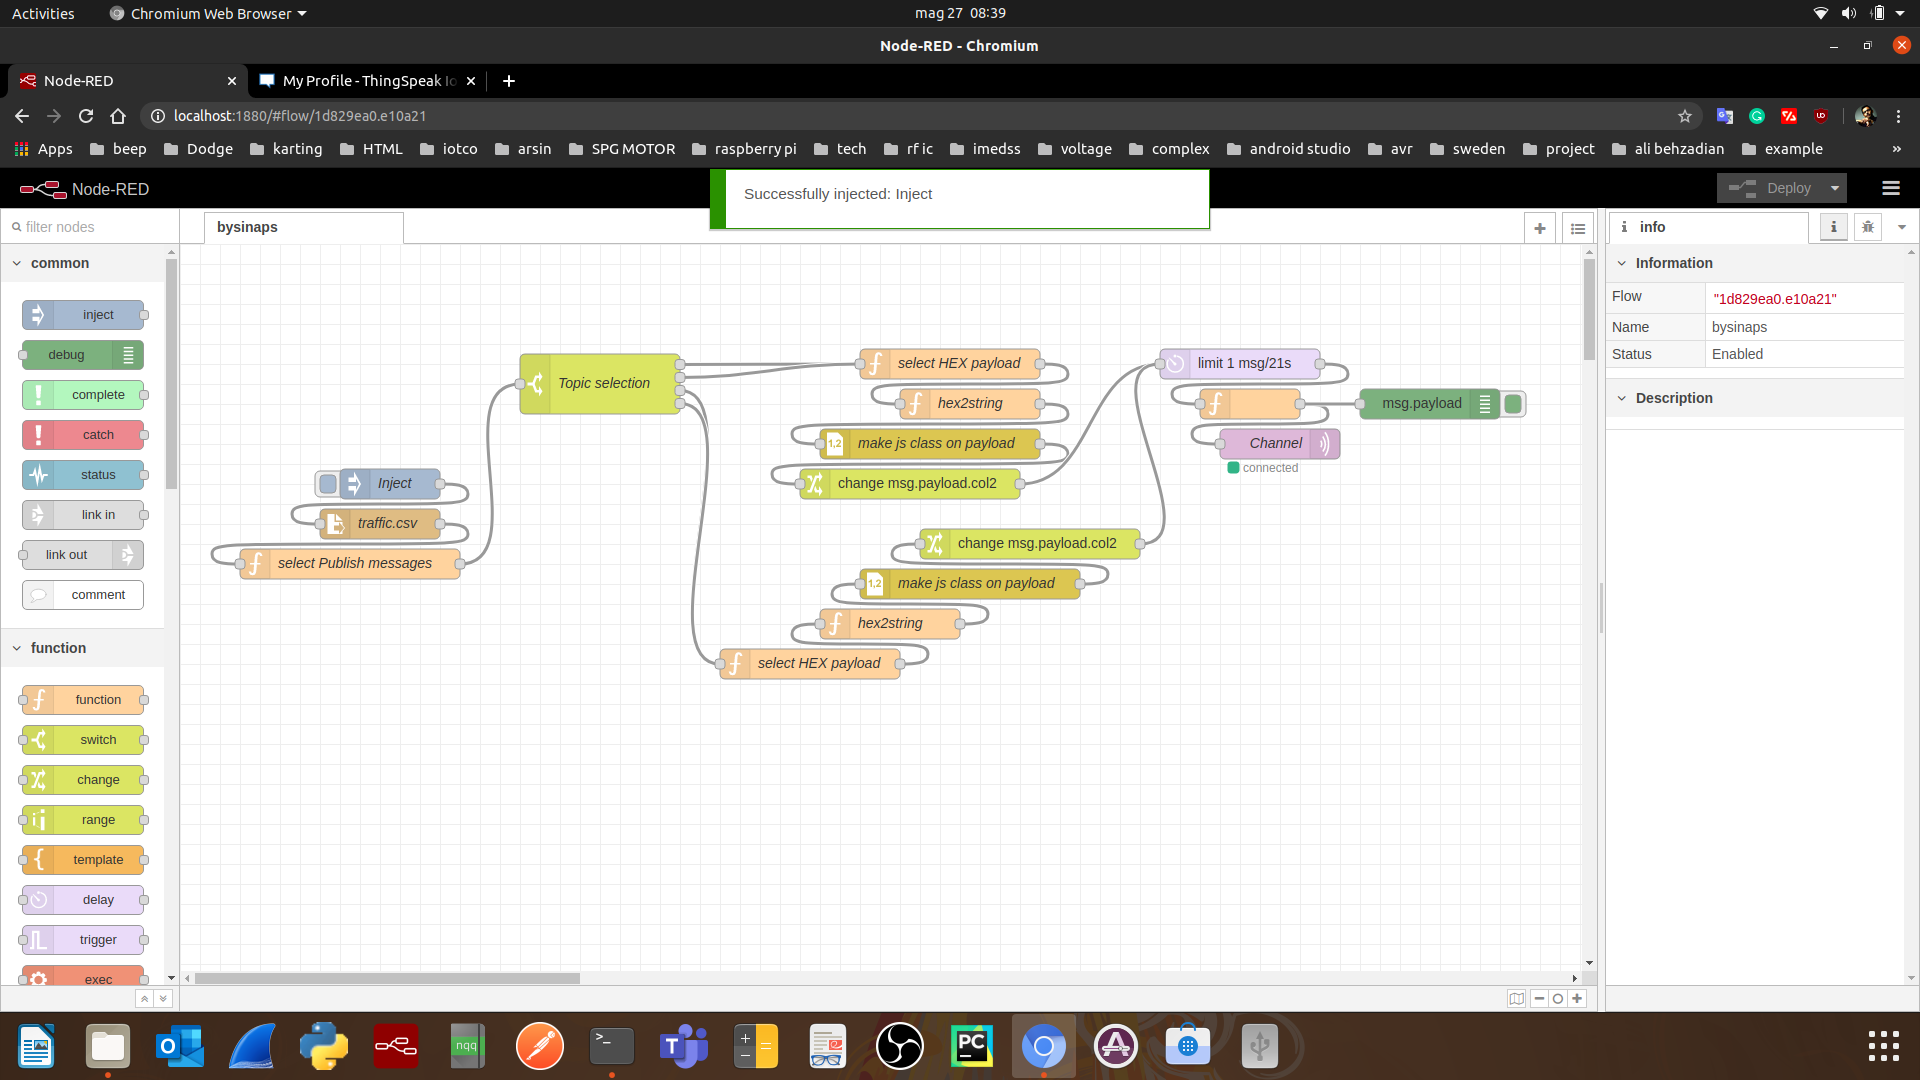 Activities
Chromium Web Browser
mag 27 08:39
Node-RED - Chromium
Node-RED
My Profile - ThingSpeak Io
localhost:1880/#flow/1d829ea0.e10a21
Apps
beep
Dodge
karting
HTML
iotco
arsin
SPG MOTOR
raspberry pi
tech
rf ic
imedss
voltage
complex
android studio
avr
sweden
project
ali behzadian
example
»
Node-RED
Successfully injected: Inject
Deploy
filter nodes
bysinaps
i info
i
common
inject
debug
complete
catch
status
link in
link out
comment
function
function
switch
change
range
template
delay
trigger
exec
Topic selection
select HEX payload
hex2string
1,2 make js class on payload
change msg.payload.col2
limit 1 msg/21s
msg.payload
Channel
connected
Inject
traffic.csv
select Publish messages
change msg.payload.col2
1,2 make js class on payload
hex2string
select HEX payload
Information
Flow "1d829ea0.e10a21"
Name bysinaps
Status Enabled
Description
nqq
PC